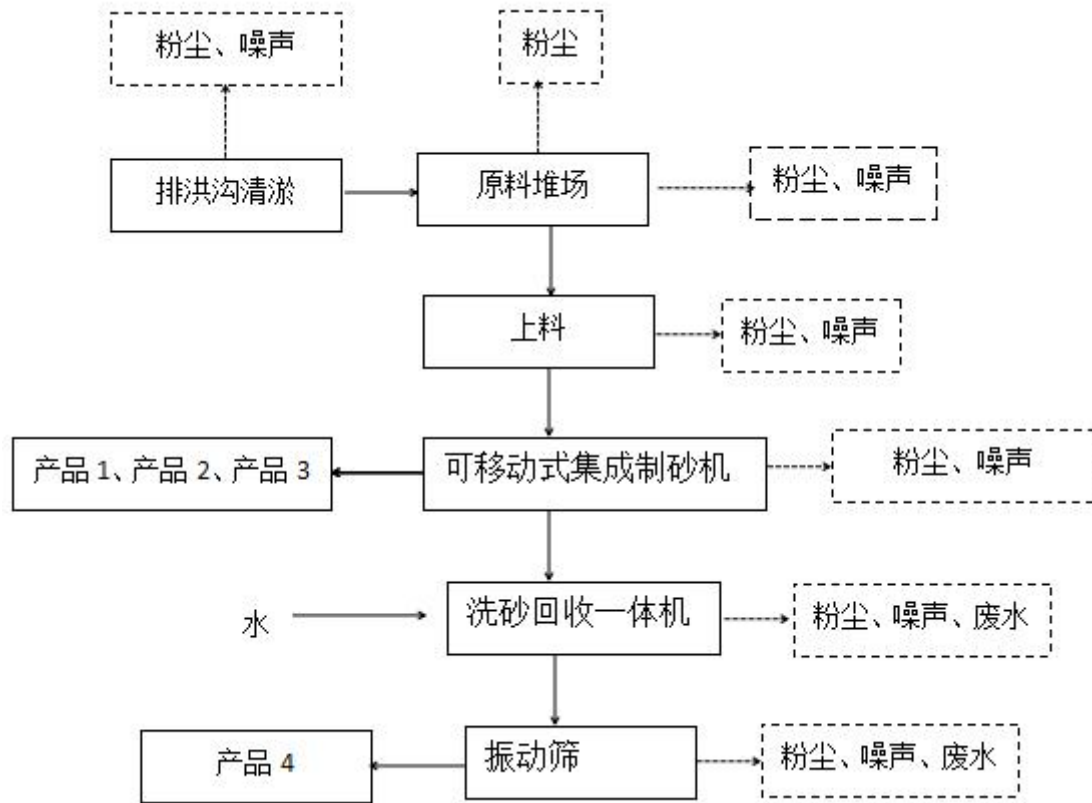 粉尘、噪声
粉尘
排洪沟清淤
原料堆场
粉尘、噪声
上料
粉尘、噪声
产品 1、产品 2、产品 3
可移动式集成制砂机
粉尘、噪声
水
洗砂回收一体机
粉尘、噪声、废水
产品 4
振动筛
粉尘、噪声、废水